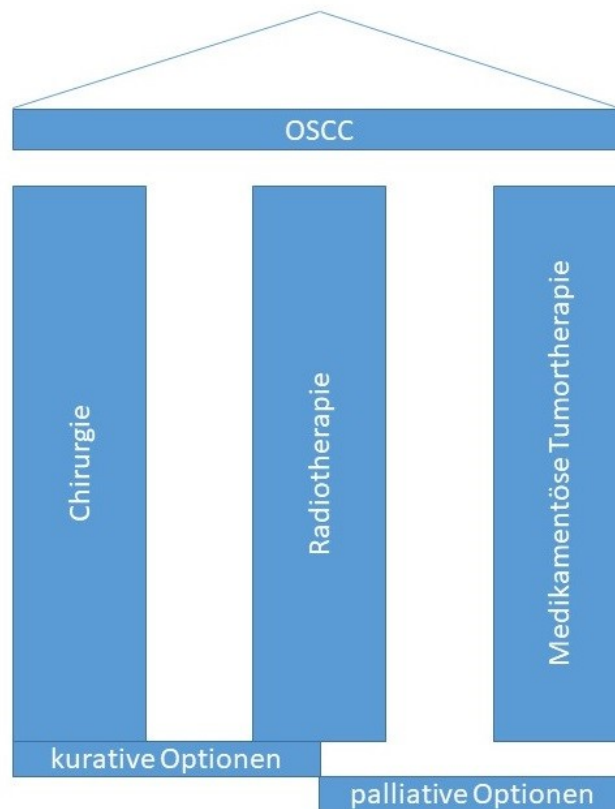 OSCC
Chirurgie
Radiotherapie
Medikamentöse Tumortherapie
kurative Optionen
palliative Optionen